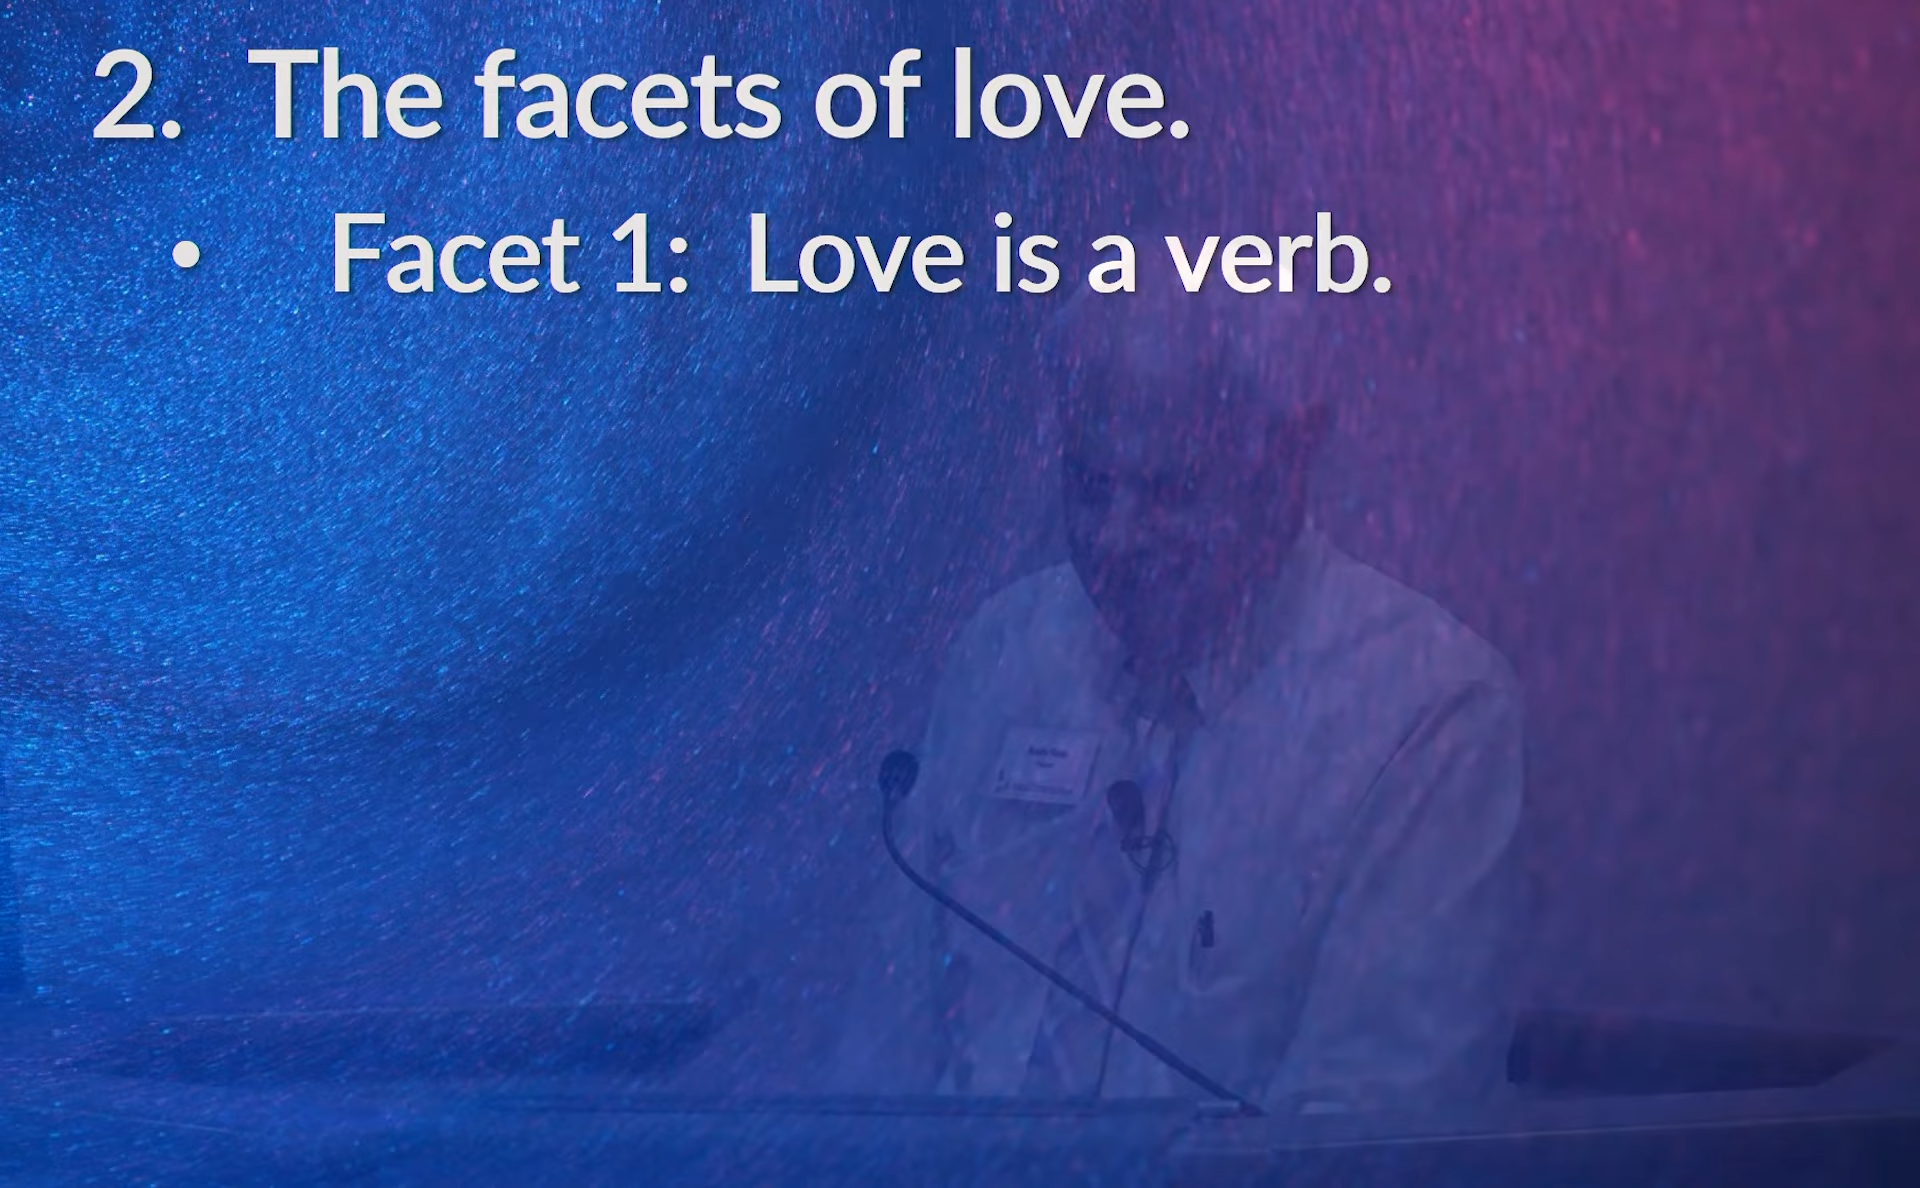 2. The facets of love.
• Facet 1: Love is a verb.